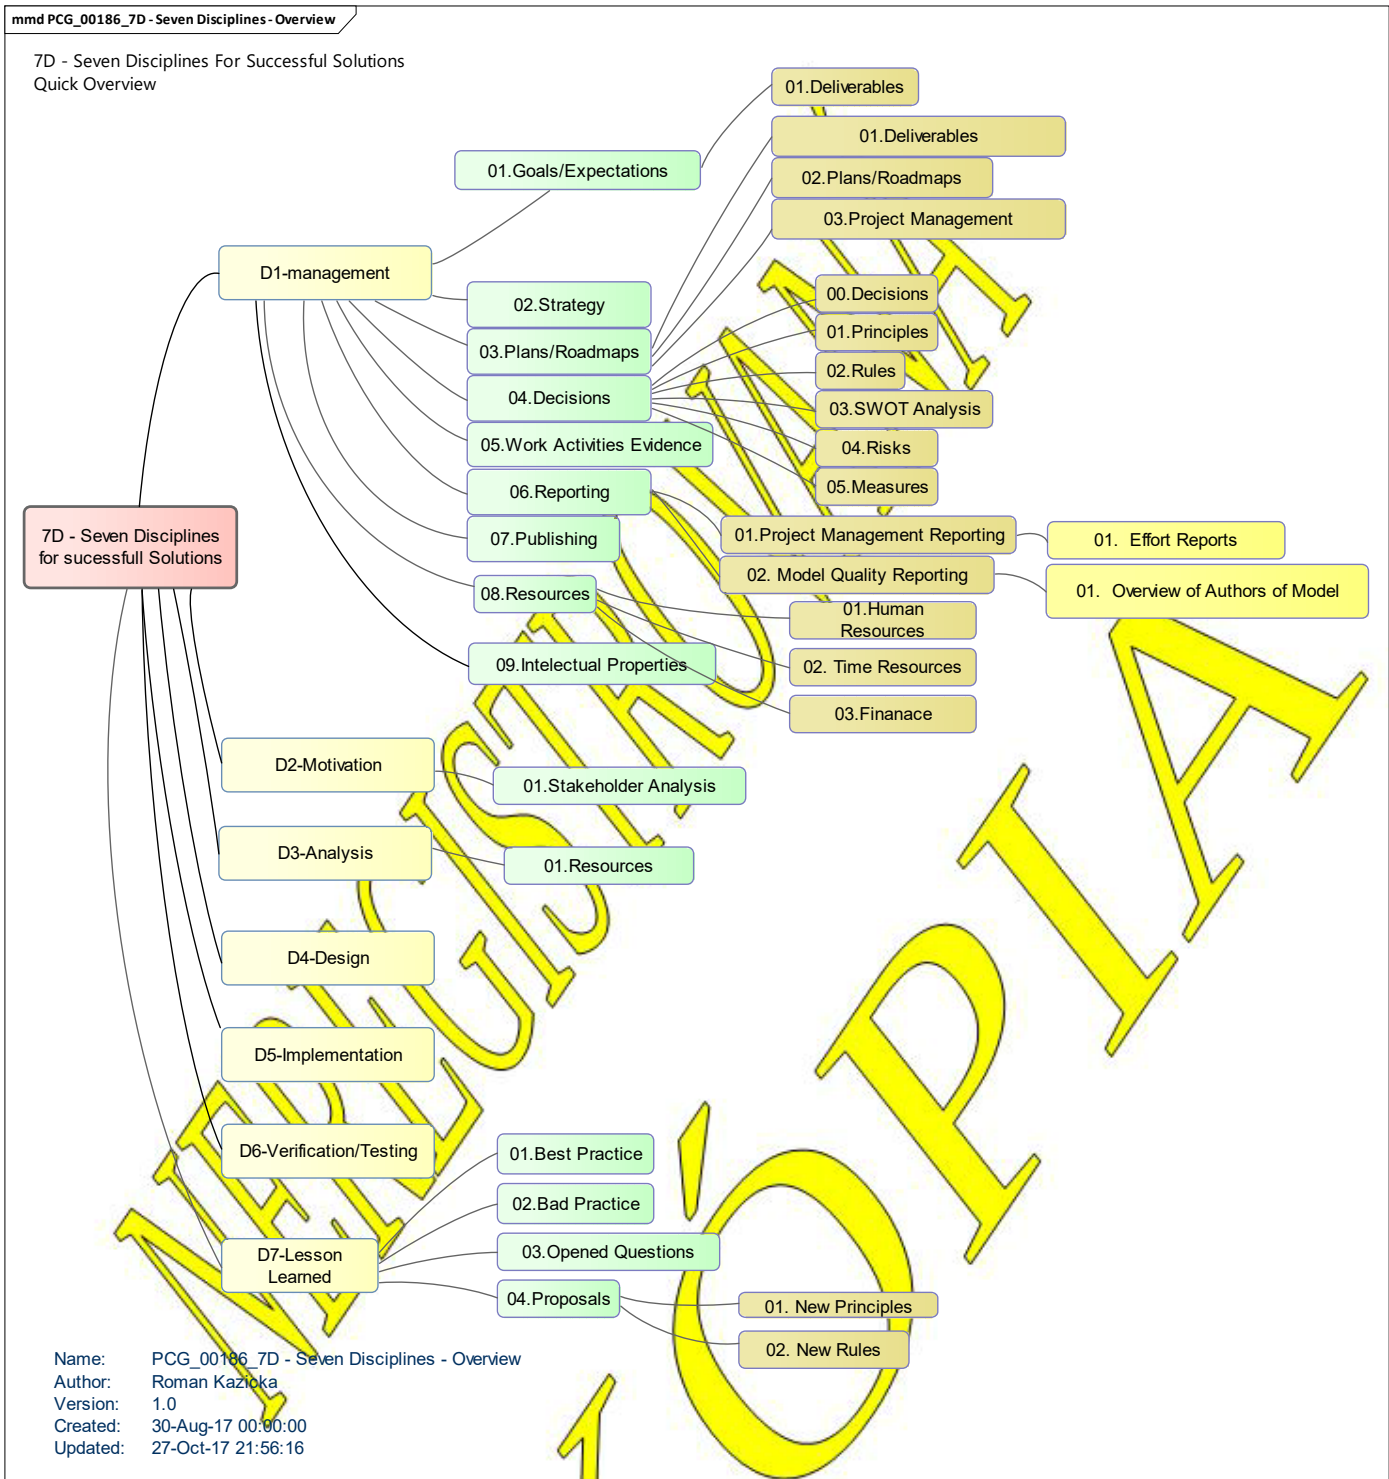 mmd PCG_00186_7D - Seven Disciplines - Overview
7D - Seven Disciplines For Successful Solutions
Quick Overview
01.Deliverables
01.Deliverables
01.Goals/Expectations
02.Plans/Roadmaps
03.Project Management
D1-management
02.Strategy
00.Decisions
03.Plans/Roadmaps
01.Principles
02.Rules
04.Decisions
03.SWOT Analysis
05.Work Activities Evidence
04.Risks
06.Reporting
05.Measures
7D - Seven Disciplines
for sucessfull Solutions
07.Publishing
01.Project Management Reporting
01. Effort Reports
02. Model Quality Reporting
01. Overview of Authors of Model
08.Resources
01.Human
Resources
09.Intelectual Properties
02. Time Resources
03.Finanace
D2-Motivation
01.Stakeholder Analysis
D3-Analysis
01.Resources
D4-Design
D5-Implementation
D6-Verification/Testing
01.Best Practice
02.Bad Practice
D7-Lesson
Learned
03.Opened Questions
04.Proposals
01. New Principles
02. New Rules
Name: PCG_00186_7D - Seven Disciplines - Overview
Author: Roman Kazicka
Version: 1.0
Created: 30-Aug-17 00:00:00
Updated: 27-Oct-17 21:56:16
KÓPIA